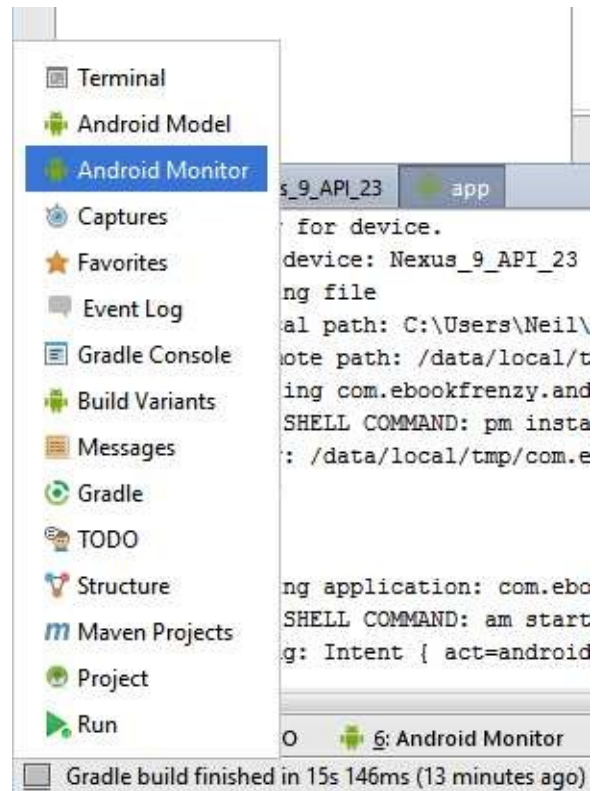 Terminal
Android Model
Android Monitor
s_9_API_23 app
Captures
for device.
Favorites
device: Nexus_9_API_23
ng file
Event Log
al path: C:\Users\Neil\
Gradle Console
ote path: /data/local/t
ing com.ebookfrenzy.and
Build Variants
SHELL COMMAND: pm insta
Messages
: /data/local/tmp/com.e
Gradle
TODO
Structure
ng application: com.ebo
SHELL COMMAND: am start
Maven Projects
g: Intent { act=android
Project
Run
O 6: Android Monitor
Gradle build finished in 15s 146ms (13 minutes ago)